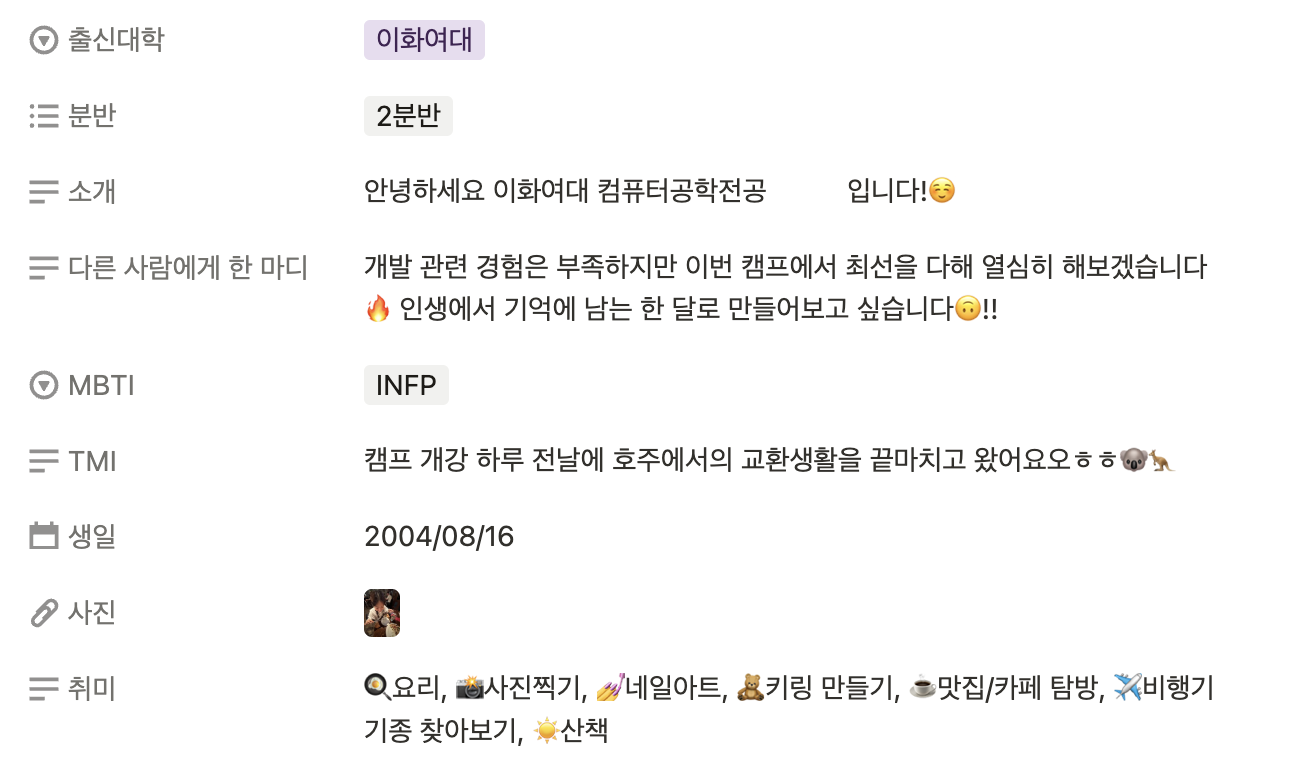 출신대학 이화여대
분반 2분반
소개 안녕하세요 이화여대 컴퓨터공학전공 입니다!☺️
다른 사람에게 한 마디 개발 관련 경험은 부족하지만 이번 캠프에서 최선을 다해 열심히 해보겠습니다
🔥 인생에서 기억에 남는 한 달로 만들어보고 싶습니다🙃!!
MBTI INFP
TMI 캠프 개강 하루 전날에 호주에서의 교환생활을 끝마치고 왔어요오ㅎㅎ🐨🦘
생일 2004/08/16
사진
취미 🍳요리, 📸사진찍기, 💅네일아트, 🧸키링 만들기, ☕맛집/카페 탐방, ✈️비행기
기종 찾아보기, ☀️산책